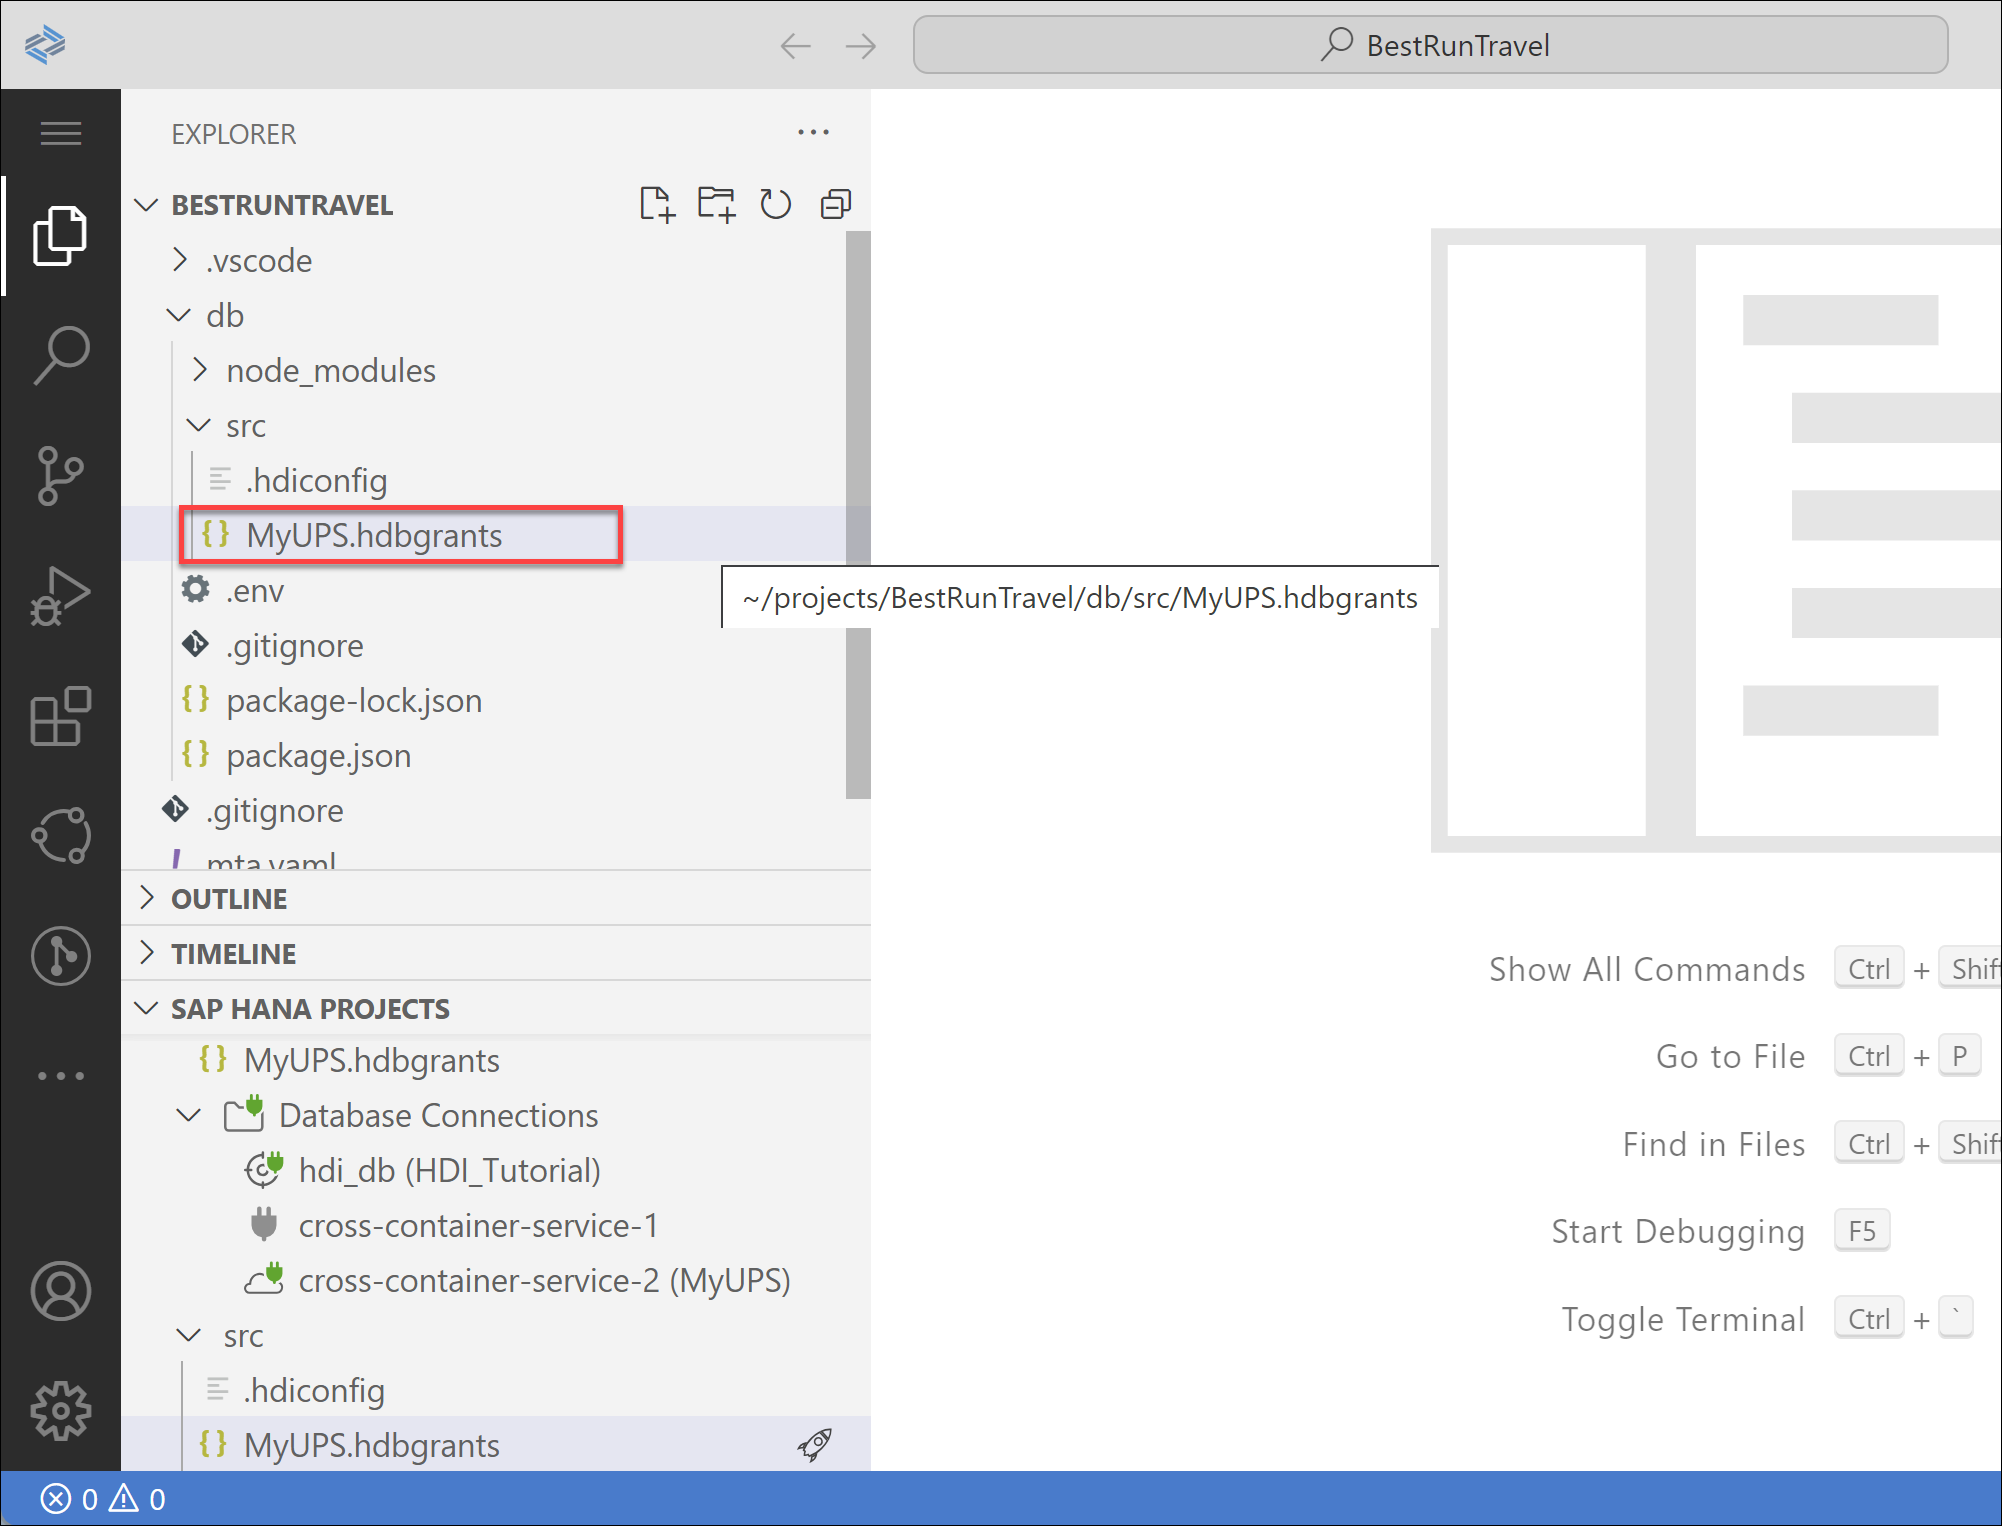 BestRunTravel
EXPLORER
BESTRUNTRAVEL
.vscode
db
node_modules
src
.hdiconfig
MyUPS.hdbgrants
.env
~/projects/BestRunTravel/db/src/MyUPS.hdbgrants
.gitignore
package-lock.json
package.json
.gitignore
mta.yaml
OUTLINE
TIMELINE
SAP HANA PROJECTS
MyUPS.hdbgrants
Database Connections
hdi_db (HDI_Tutorial)
cross-container-service-1
cross-container-service-2 (MyUPS)
src
.hdiconfig
MyUPS.hdbgrants
Show All Commands Ctrl + Shift
Go to File Ctrl + P
Find in Files Ctrl + Shift
Start Debugging F5
Toggle Terminal Ctrl + `
0 0